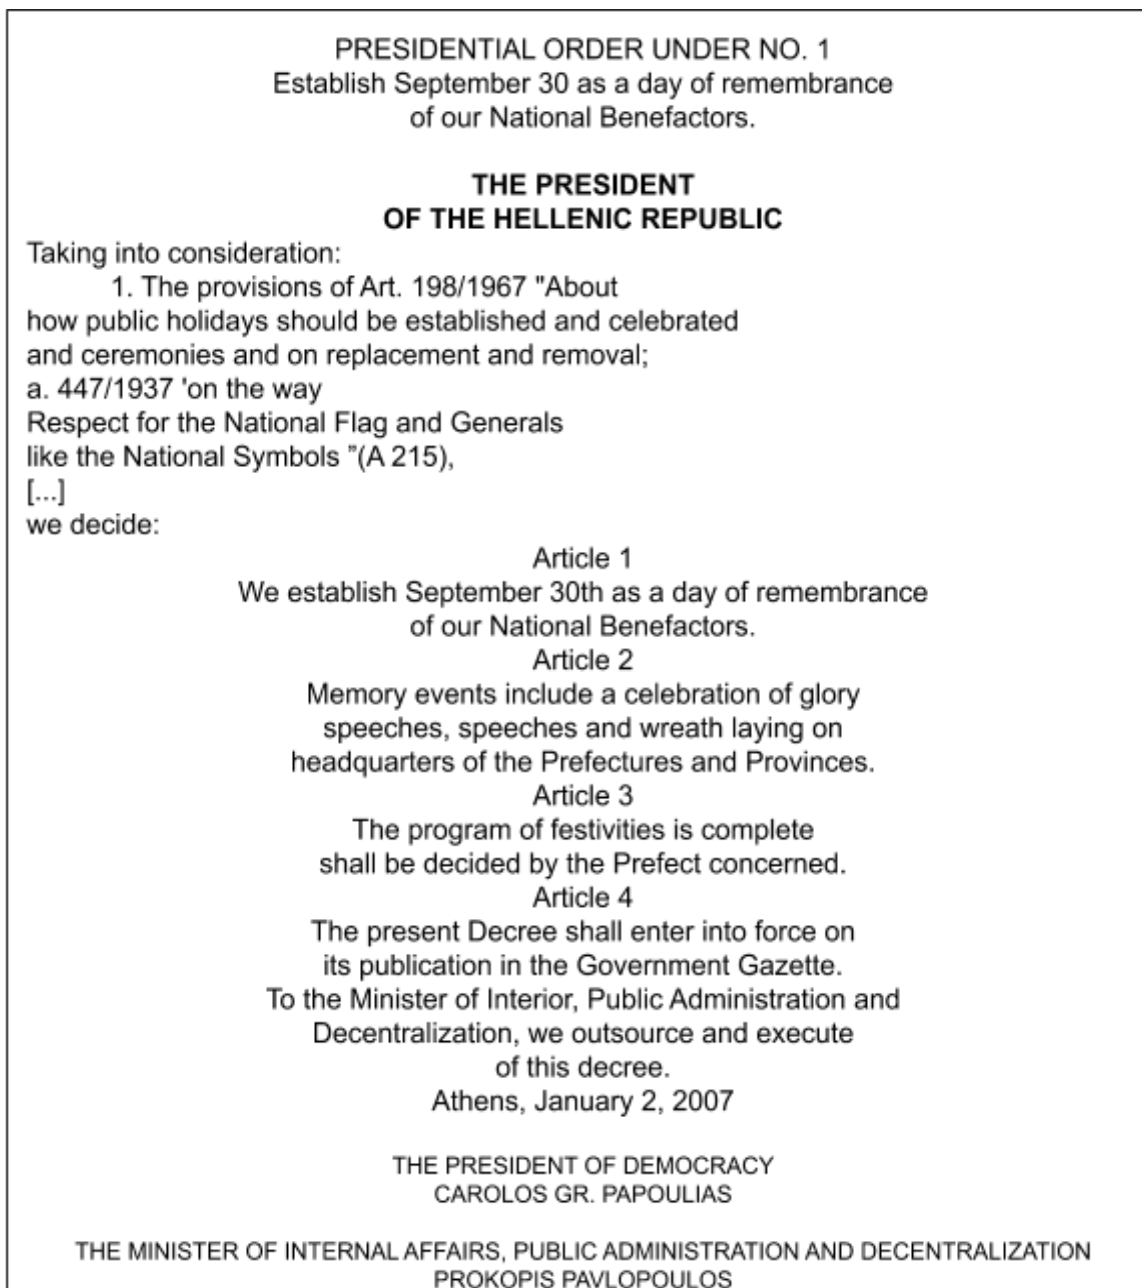 PRESIDENTIAL ORDER UNDER NO. 1
Establish September 30 as a day of remembrance
of our National Benefactors.
THE PRESIDENT
OF THE HELLENIC REPUBLIC
Taking into consideration:
1. The provisions of Art. 198/1967 "About
how public holidays should be established and celebrated
and ceremonies and on replacement and removal;
a. 447/1937 'on the way
Respect for the National Flag and Generals
like the National Symbols ”(A 215),
[...]
we decide:
Article 1
We establish September 30th as a day of remembrance
of our National Benefactors.
Article 2
Memory events include a celebration of glory
speeches, speeches and wreath laying on
headquarters of the Prefectures and Provinces.
Article 3
The program of festivities is complete
shall be decided by the Prefect concerned.
Article 4
The present Decree shall enter into force on
its publication in the Government Gazette.
To the Minister of Interior, Public Administration and
Decentralization, we outsource and execute
of this decree.
Athens, January 2, 2007
THE PRESIDENT OF DEMOCRACY
CAROLOS GR. PAPOULIAS
THE MINISTER OF INTERNAL AFFAIRS, PUBLIC ADMINISTRATION AND DECENTRALIZATION
PROKOPIS PAVLOPOULOS